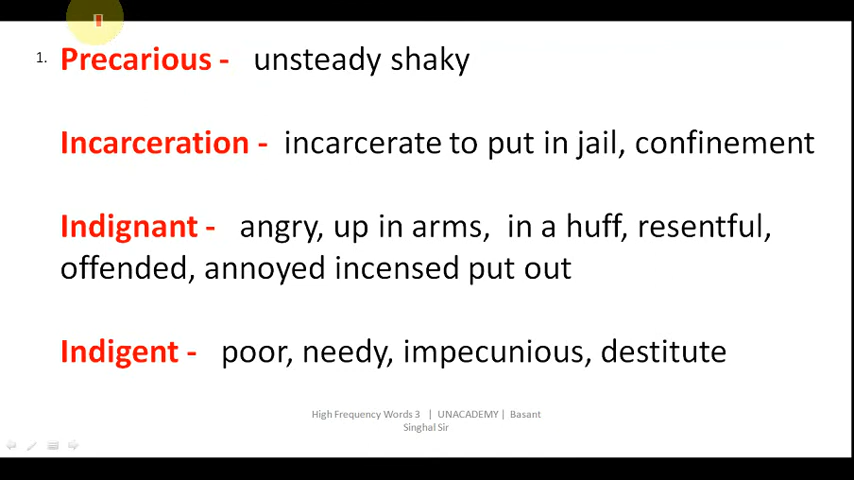 1. Precarious - unsteady shaky
Incarceration - incarcerate to put in jail, confinement
Indignant - angry, up in arms, in a huff, resentful,
offended, annoyed incensed put out
Indigent - poor, needy, impecunious, destitute
High Frequency Words 3 | UNACADEMY | Basant
Singhal Sir